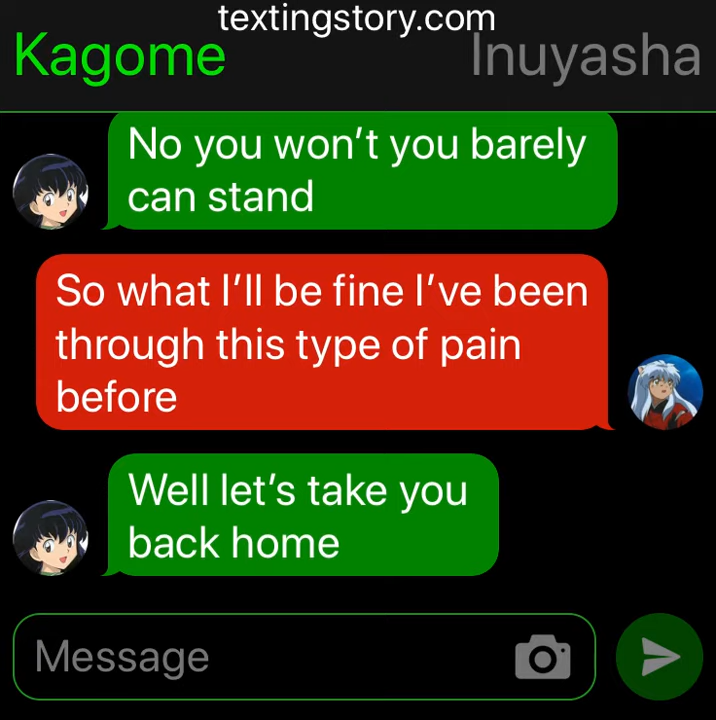 textingstory.com
Kagome Inuyasha
No you won’t you barely
can stand
So what I’ll be fine I’ve been
through this type of pain
before
Well let’s take you
back home
Message